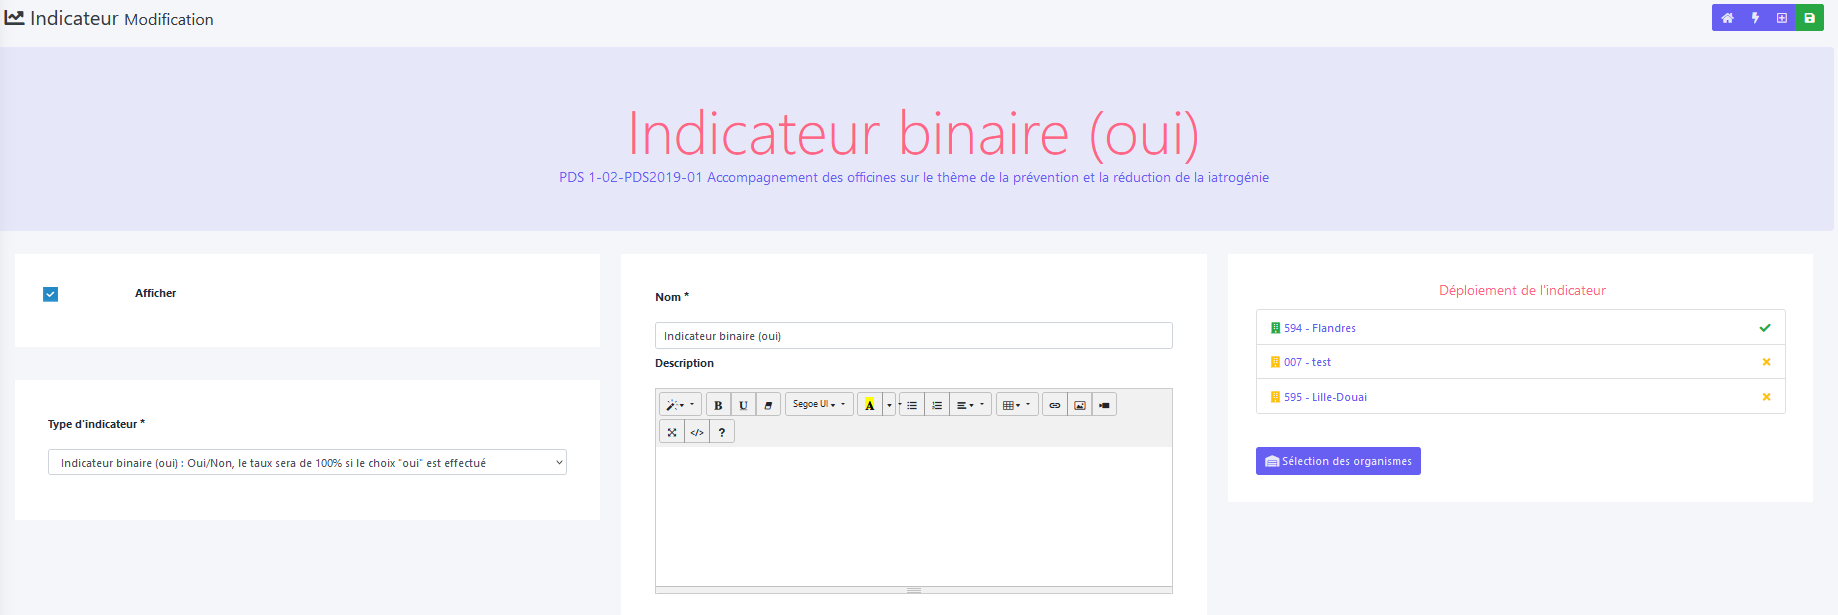 Indicateur Modification
Indicateur binaire (oui)
PDS 1-02-PDS2019-01 Accompagnement des officines sur le thème de la prévention et la réduction de la iatrogénie
Afficher
Type d'indicateur *
Indicateur binaire (oui) : Oui/Non, le taux sera de 100% si le choix "oui" est effectué
Nom *
Indicateur binaire (oui)
Description
B U Segoe UI A
</> ?
Déploiement de l'indicateur
594 - Flandres
007 - test
595 - Lille-Douai
Sélection des organismes